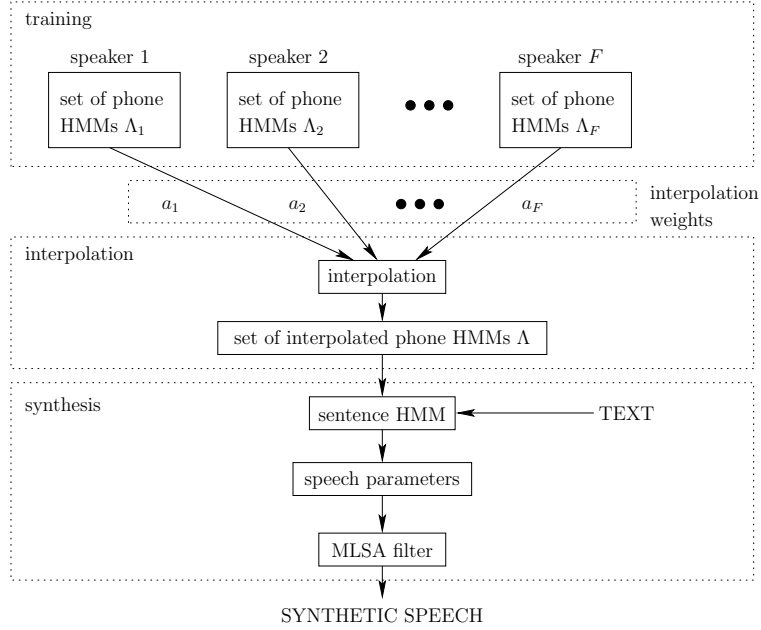 training
speaker 1
speaker 2
speaker F
set of phone
HMMs Λ₁
set of phone
HMMs Λ₂
set of phone
HMMs Λ_F
a₁
a₂
a_F
interpolation
weights
interpolation
interpolation
set of interpolated phone HMMs Λ
synthesis
sentence HMM
TEXT
speech parameters
MLSA filter
SYNTHETIC SPEECH